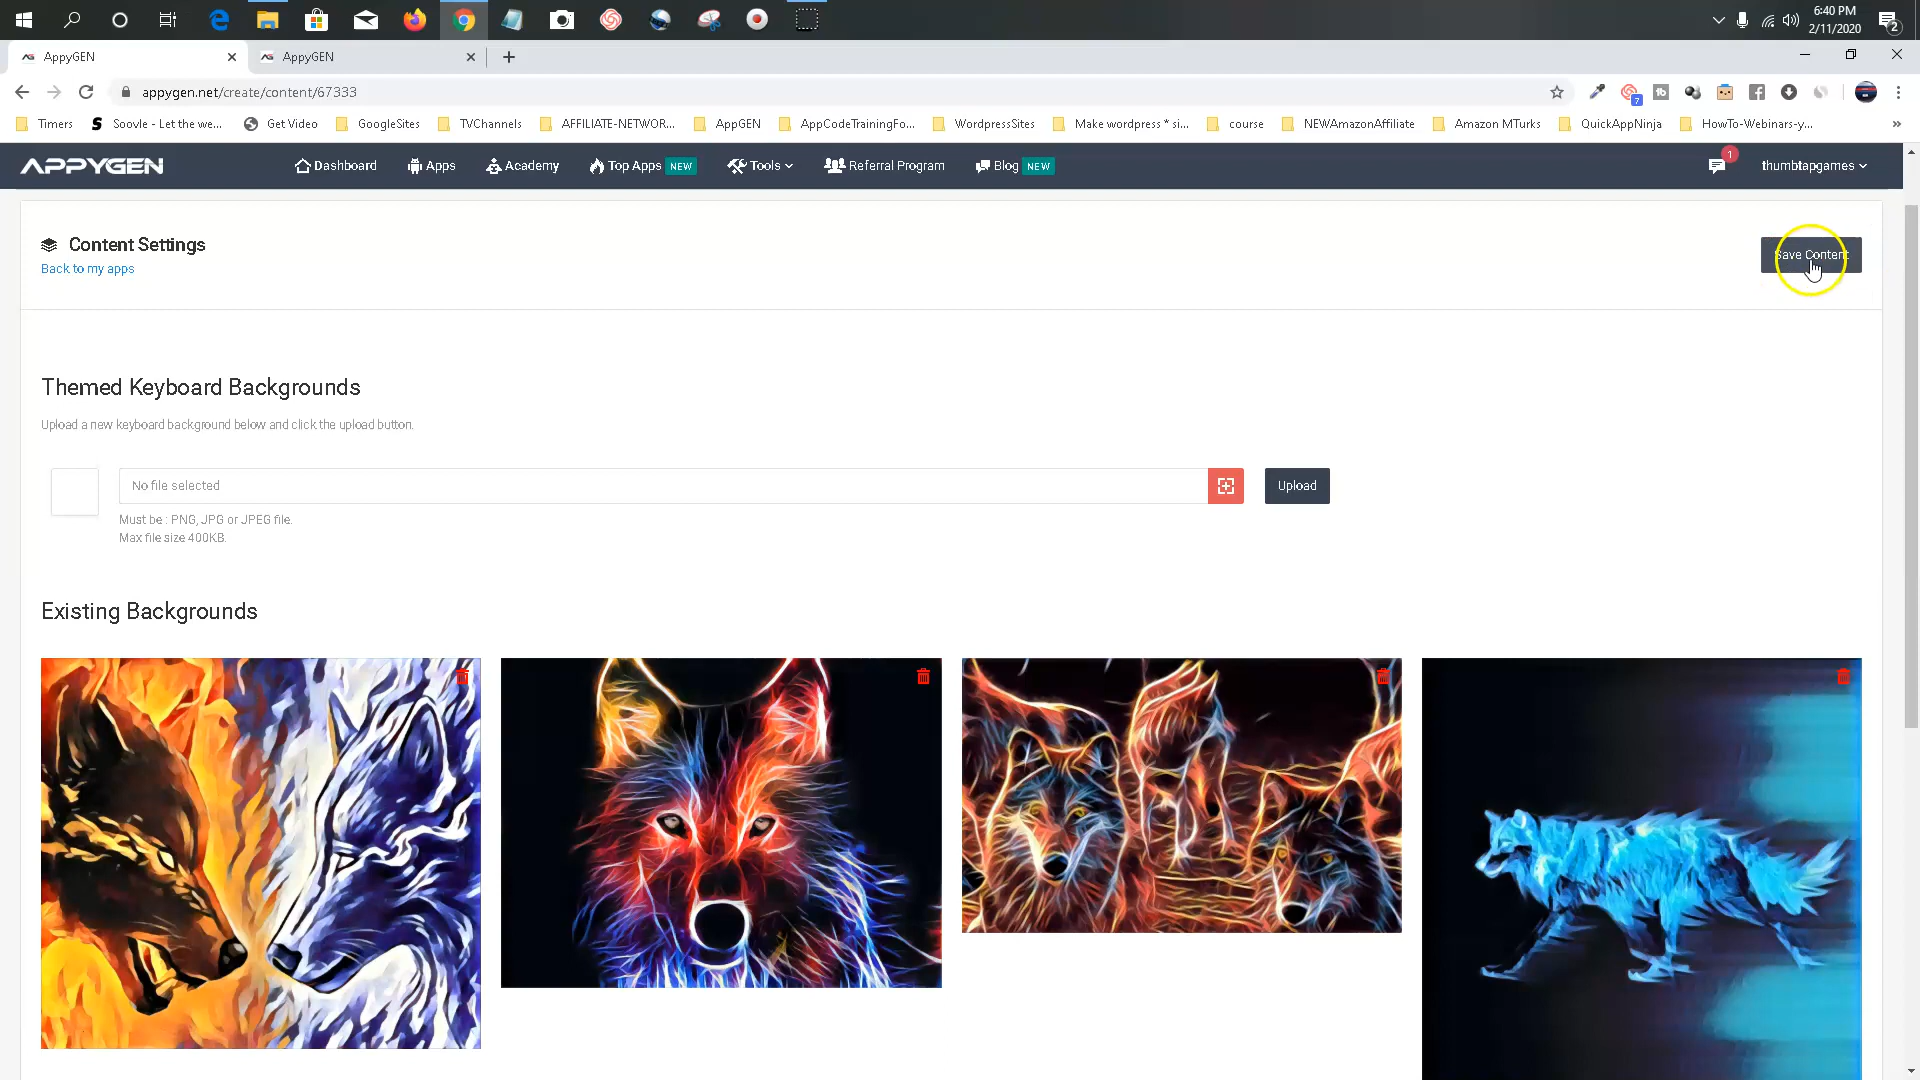 6:40 PM
2/11/2020
2
AppyGEN
AppyGEN
appygen.net/create/content/67333
7
Timers
S Soovle - Let the we...
Get Video
GoogleSites
TVChannels
AFFILIATE-NETWOR...
AppGEN
AppCodeTrainingFo...
WordpressSites
Make wordpress * si...
course
NEWAmazonAffiliate
Amazon MTurks
QuickAppNinja
HowTo-Webinars-y...
»
APPYGEN
Dashboard
Apps
Academy
Top Apps NEW
Tools
Referral Program
Blog NEW
1
thumbtapgames
Content Settings
Back to my apps
Save Content
Themed Keyboard Backgrounds
Upload a new keyboard background below and click the upload button.
No file selected
Upload
Must be : PNG, JPG or JPEG file.
Max file size 400KB.
Existing Backgrounds